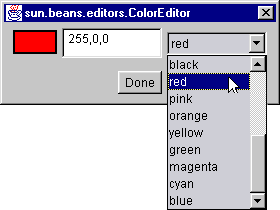 sun.beans.editors.ColorEditor
255,0,0
red
black
red
pink
Done
orange
yellow
green
magenta
cyan
blue